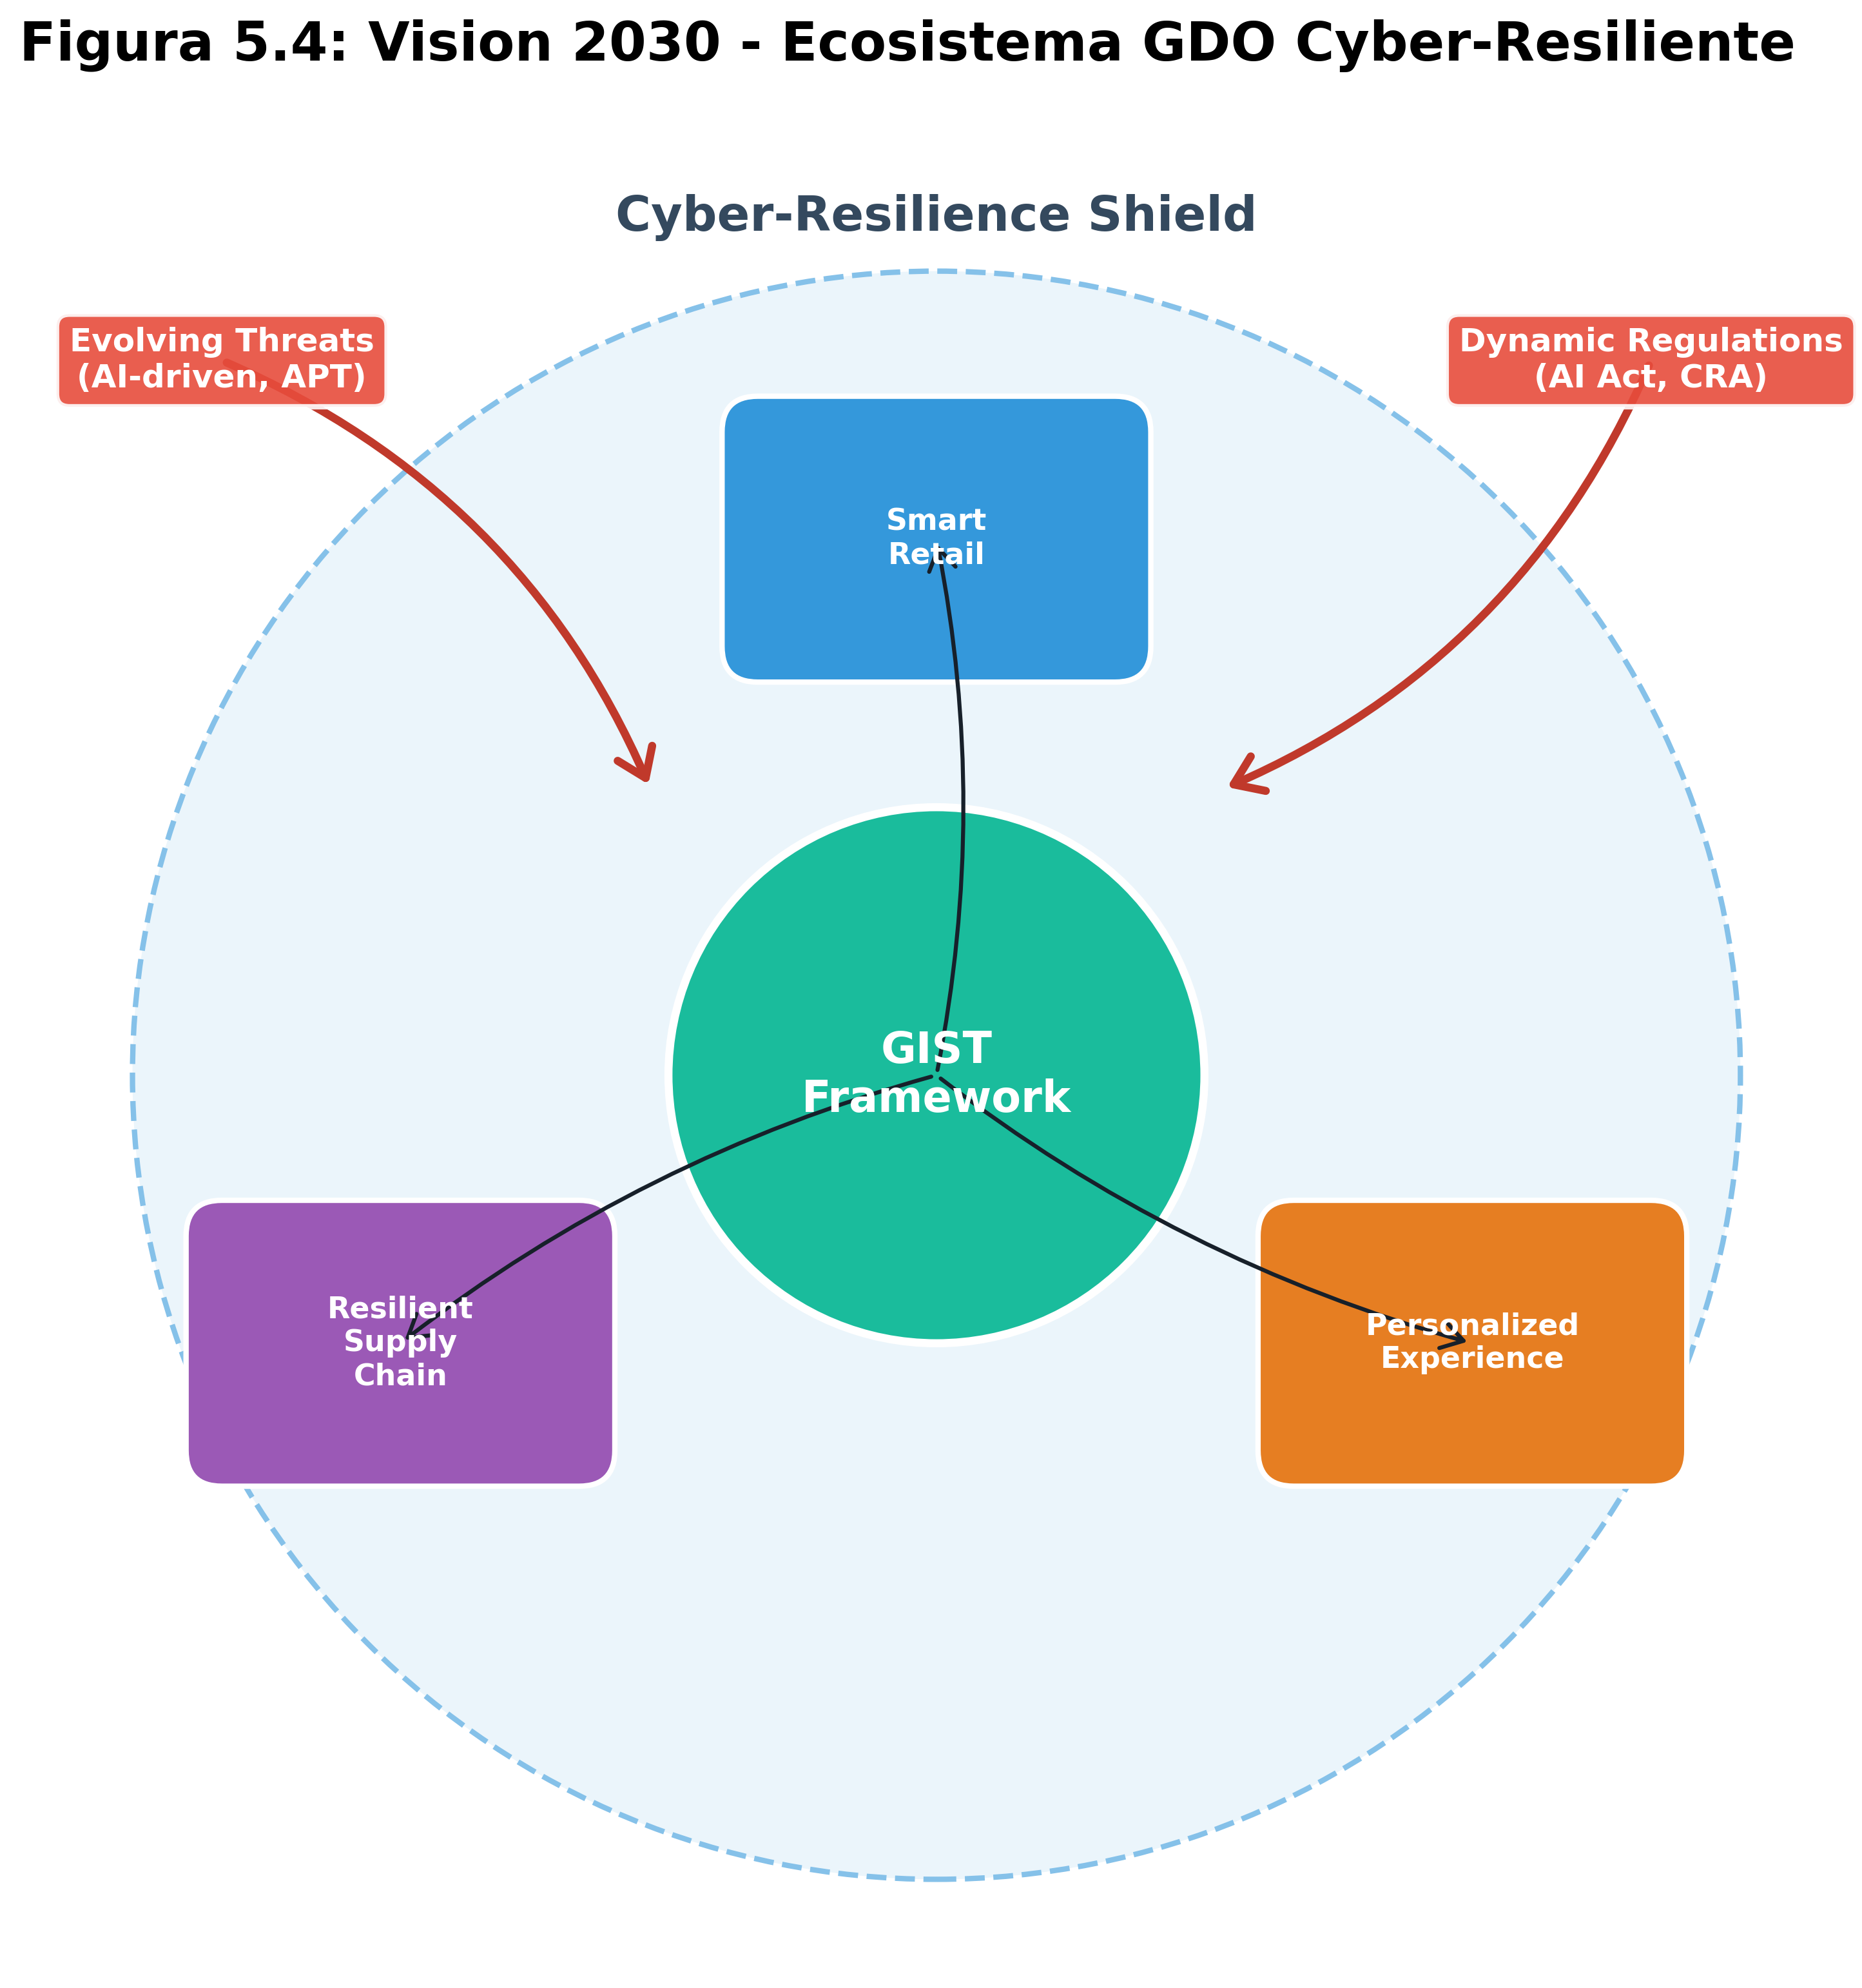 Figura 5.4: Vision 2030 - Ecosistema GDO Cyber-Resiliente
Cyber-Resilience Shield
Evolving Threats
(AI-driven, APT)
Dynamic Regulations
(AI Act, CRA)
Smart
Retail
GIST
Framework
Resilient
Supply
Chain
Personalized
Experience